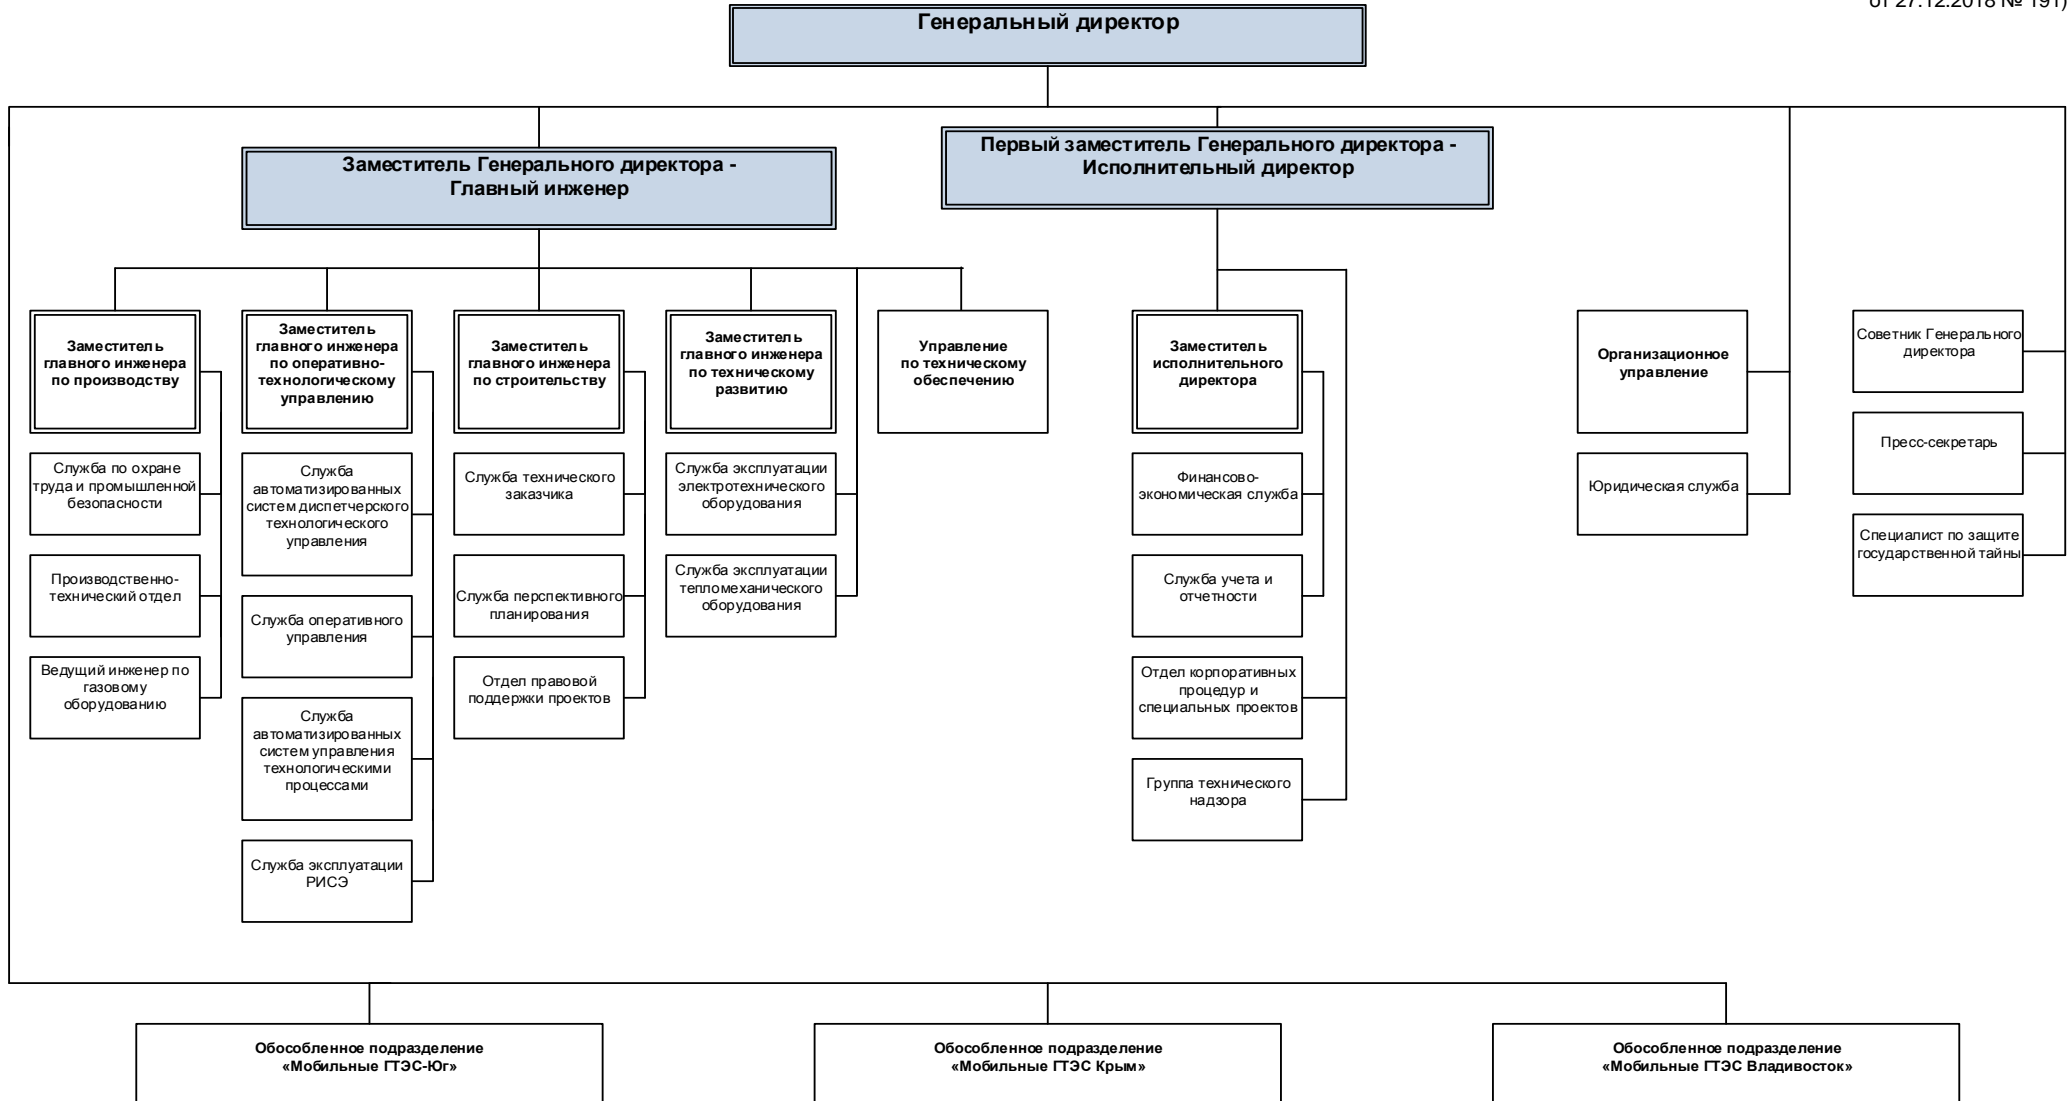 от 27.12.2018 № 191)
Генеральный директор
Заместитель Генерального директора -
Главный инженер
Первый заместитель Генерального директора -
Исполнительный директор
Заместитель
главного инженера
по производству
Служба по охране
труда и промышленной
безопасности
Производственно-
технический отдел
Ведущий инженер по
газовому
оборудованию
Заместитель
главного инженера
по оперативно-
технологическому
управлению
Служба
автоматизированных
систем диспетчерского
технологического
управления
Служба оперативного
управления
Служба
автоматизированных
систем управления
технологическими
процессами
Служба эксплуатации
РИСЭ
Заместитель
главного инженера
по строительству
Служба технического
заказчика
Служба перспективного
планирования
Отдел правовой
поддержки проектов
Заместитель
главного инженера
по техническому
развитию
Служба эксплуатации
электротехнического
оборудования
Служба эксплуатации
тепломеханического
оборудования
Управление
по техническому
обеспечению
Заместитель
исполнительного
директора
Финансово-
экономическая служба
Служба учета и
отчетности
Отдел корпоративных
процедур и
специальных проектов
Группа технического
надзора
Организационное
управление
Юридическая служба
Советник Генерального
директора
Пресс-секретарь
Специалист по защите
государственной тайны
Обособленное подразделение
«Мобильные ГТЭС-Юг»
Обособленное подразделение
«Мобильные ГТЭС Крым»
Обособленное подразделение
«Мобильные ГТЭС Владивосток»